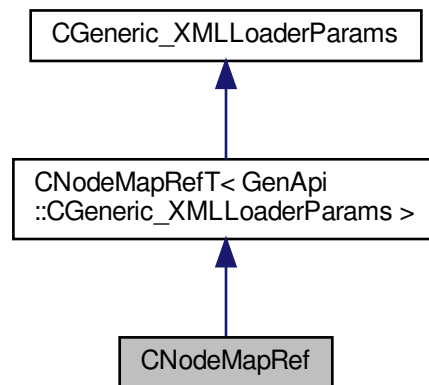 CGeneric_XMLLoaderParams
CNodeMapRefT< GenApi
::CGeneric_XMLLoaderParams >
CNodeMapRef